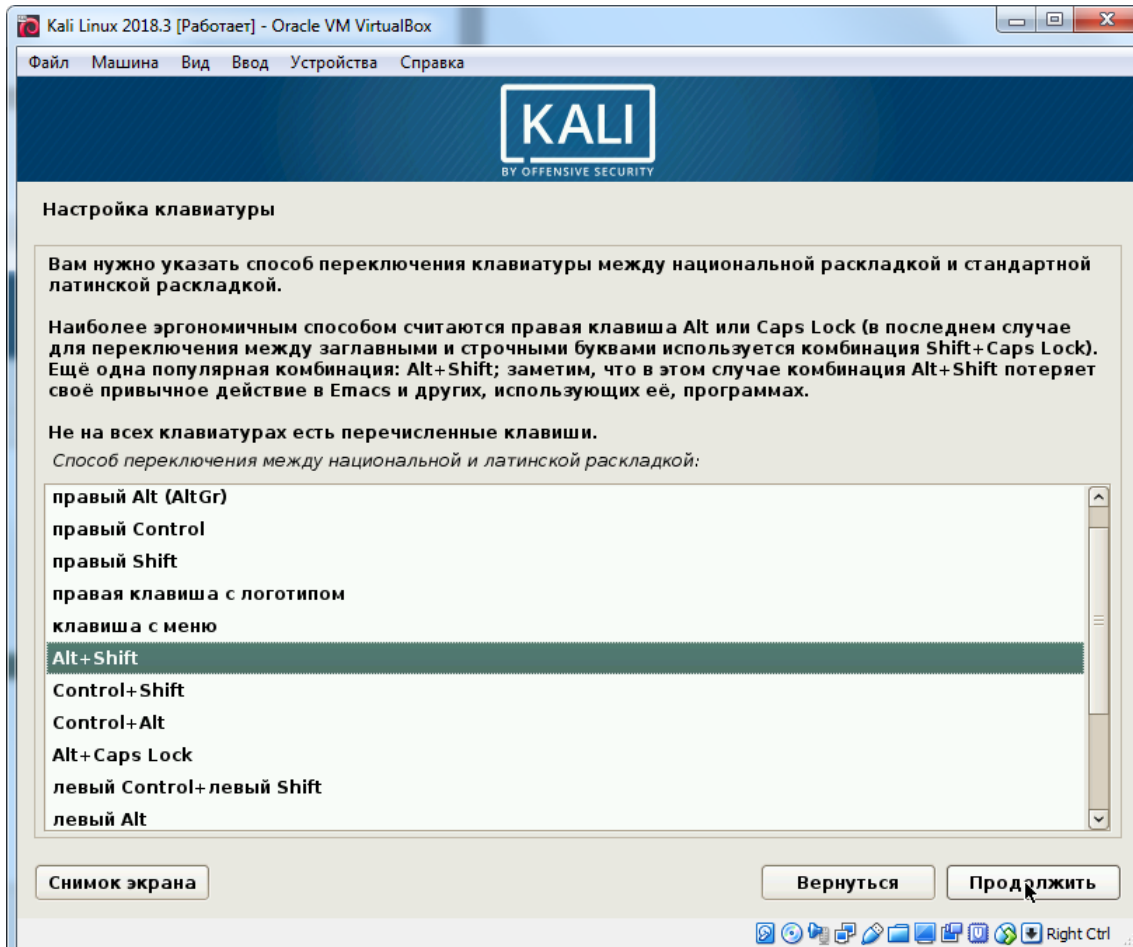 Kali Linux 2018.3 [Работает] - Oracle VM VirtualBox
Файл Машина Вид Ввод Устройства Справка
KALI
BY OFFENSIVE SECURITY
Настройка клавиатуры
Вам нужно указать способ переключения клавиатуры между национальной раскладкой и стандартной
латинской раскладкой.
Наиболее эргономичным способом считаются правая клавиша Alt или Caps Lock (в последнем случае
для переключения между заглавными и строчными буквами используется комбинация Shift+Caps Lock).
Ещё одна популярная комбинация: Alt+Shift; заметим, что в этом случае комбинация Alt+Shift потеряет
своё привычное действие в Emacs и других, использующих её, программах.
Не на всех клавиатурах есть перечисленные клавиши.
Способ переключения между национальной и латинской раскладкой:
правый Alt (AltGr)
правый Control
правый Shift
правая клавиша с логотипом
клавиша с меню
Alt+Shift
Control+Shift
Control+Alt
Alt+Caps Lock
левый Control+левый Shift
левый Alt
Снимок экрана Вернуться Продолжить
Right Ctrl